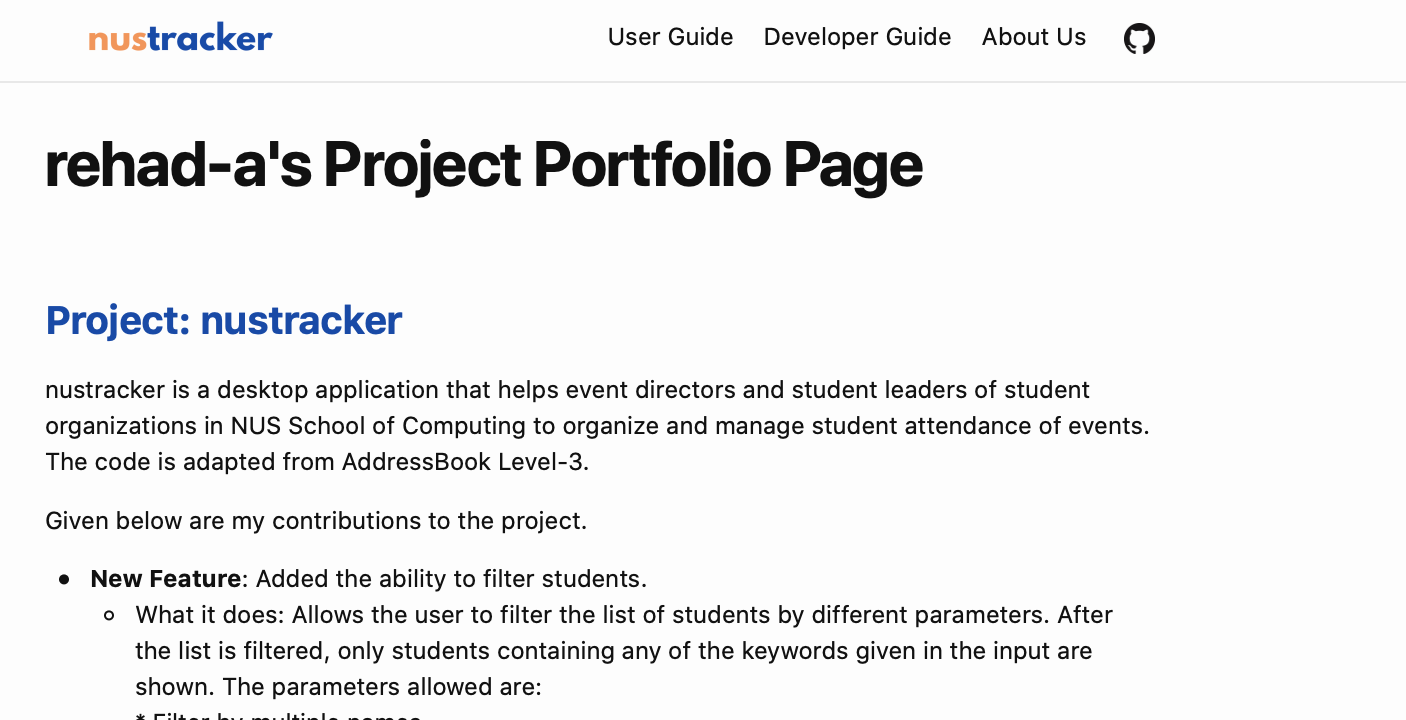 nustracker
User Guide Developer Guide About Us
rehad-a's Project Portfolio Page
Project: nustracker
nustracker is a desktop application that helps event directors and student leaders of student
organizations in NUS School of Computing to organize and manage student attendance of events.
The code is adapted from AddressBook Level-3.
Given below are my contributions to the project.
New Feature: Added the ability to filter students.
What it does: Allows the user to filter the list of students by different parameters. After
the list is filtered, only students containing any of the keywords given in the input are
shown. The parameters allowed are:
* Filter by multiple names